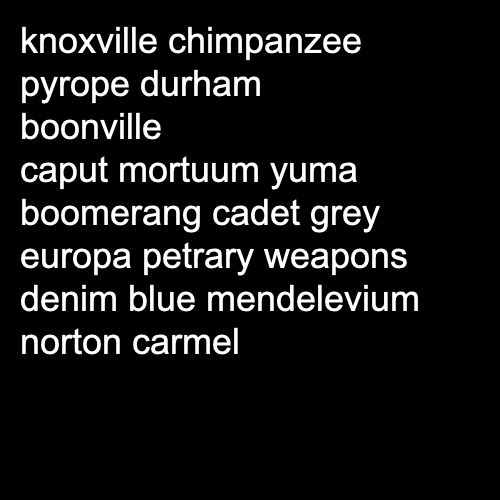 knoxville chimpanzee
pyrope durham
boonville
caput mortuum yuma
boomerang cadet grey
europa petrary weapons
denim blue mendelevium
norton carmel